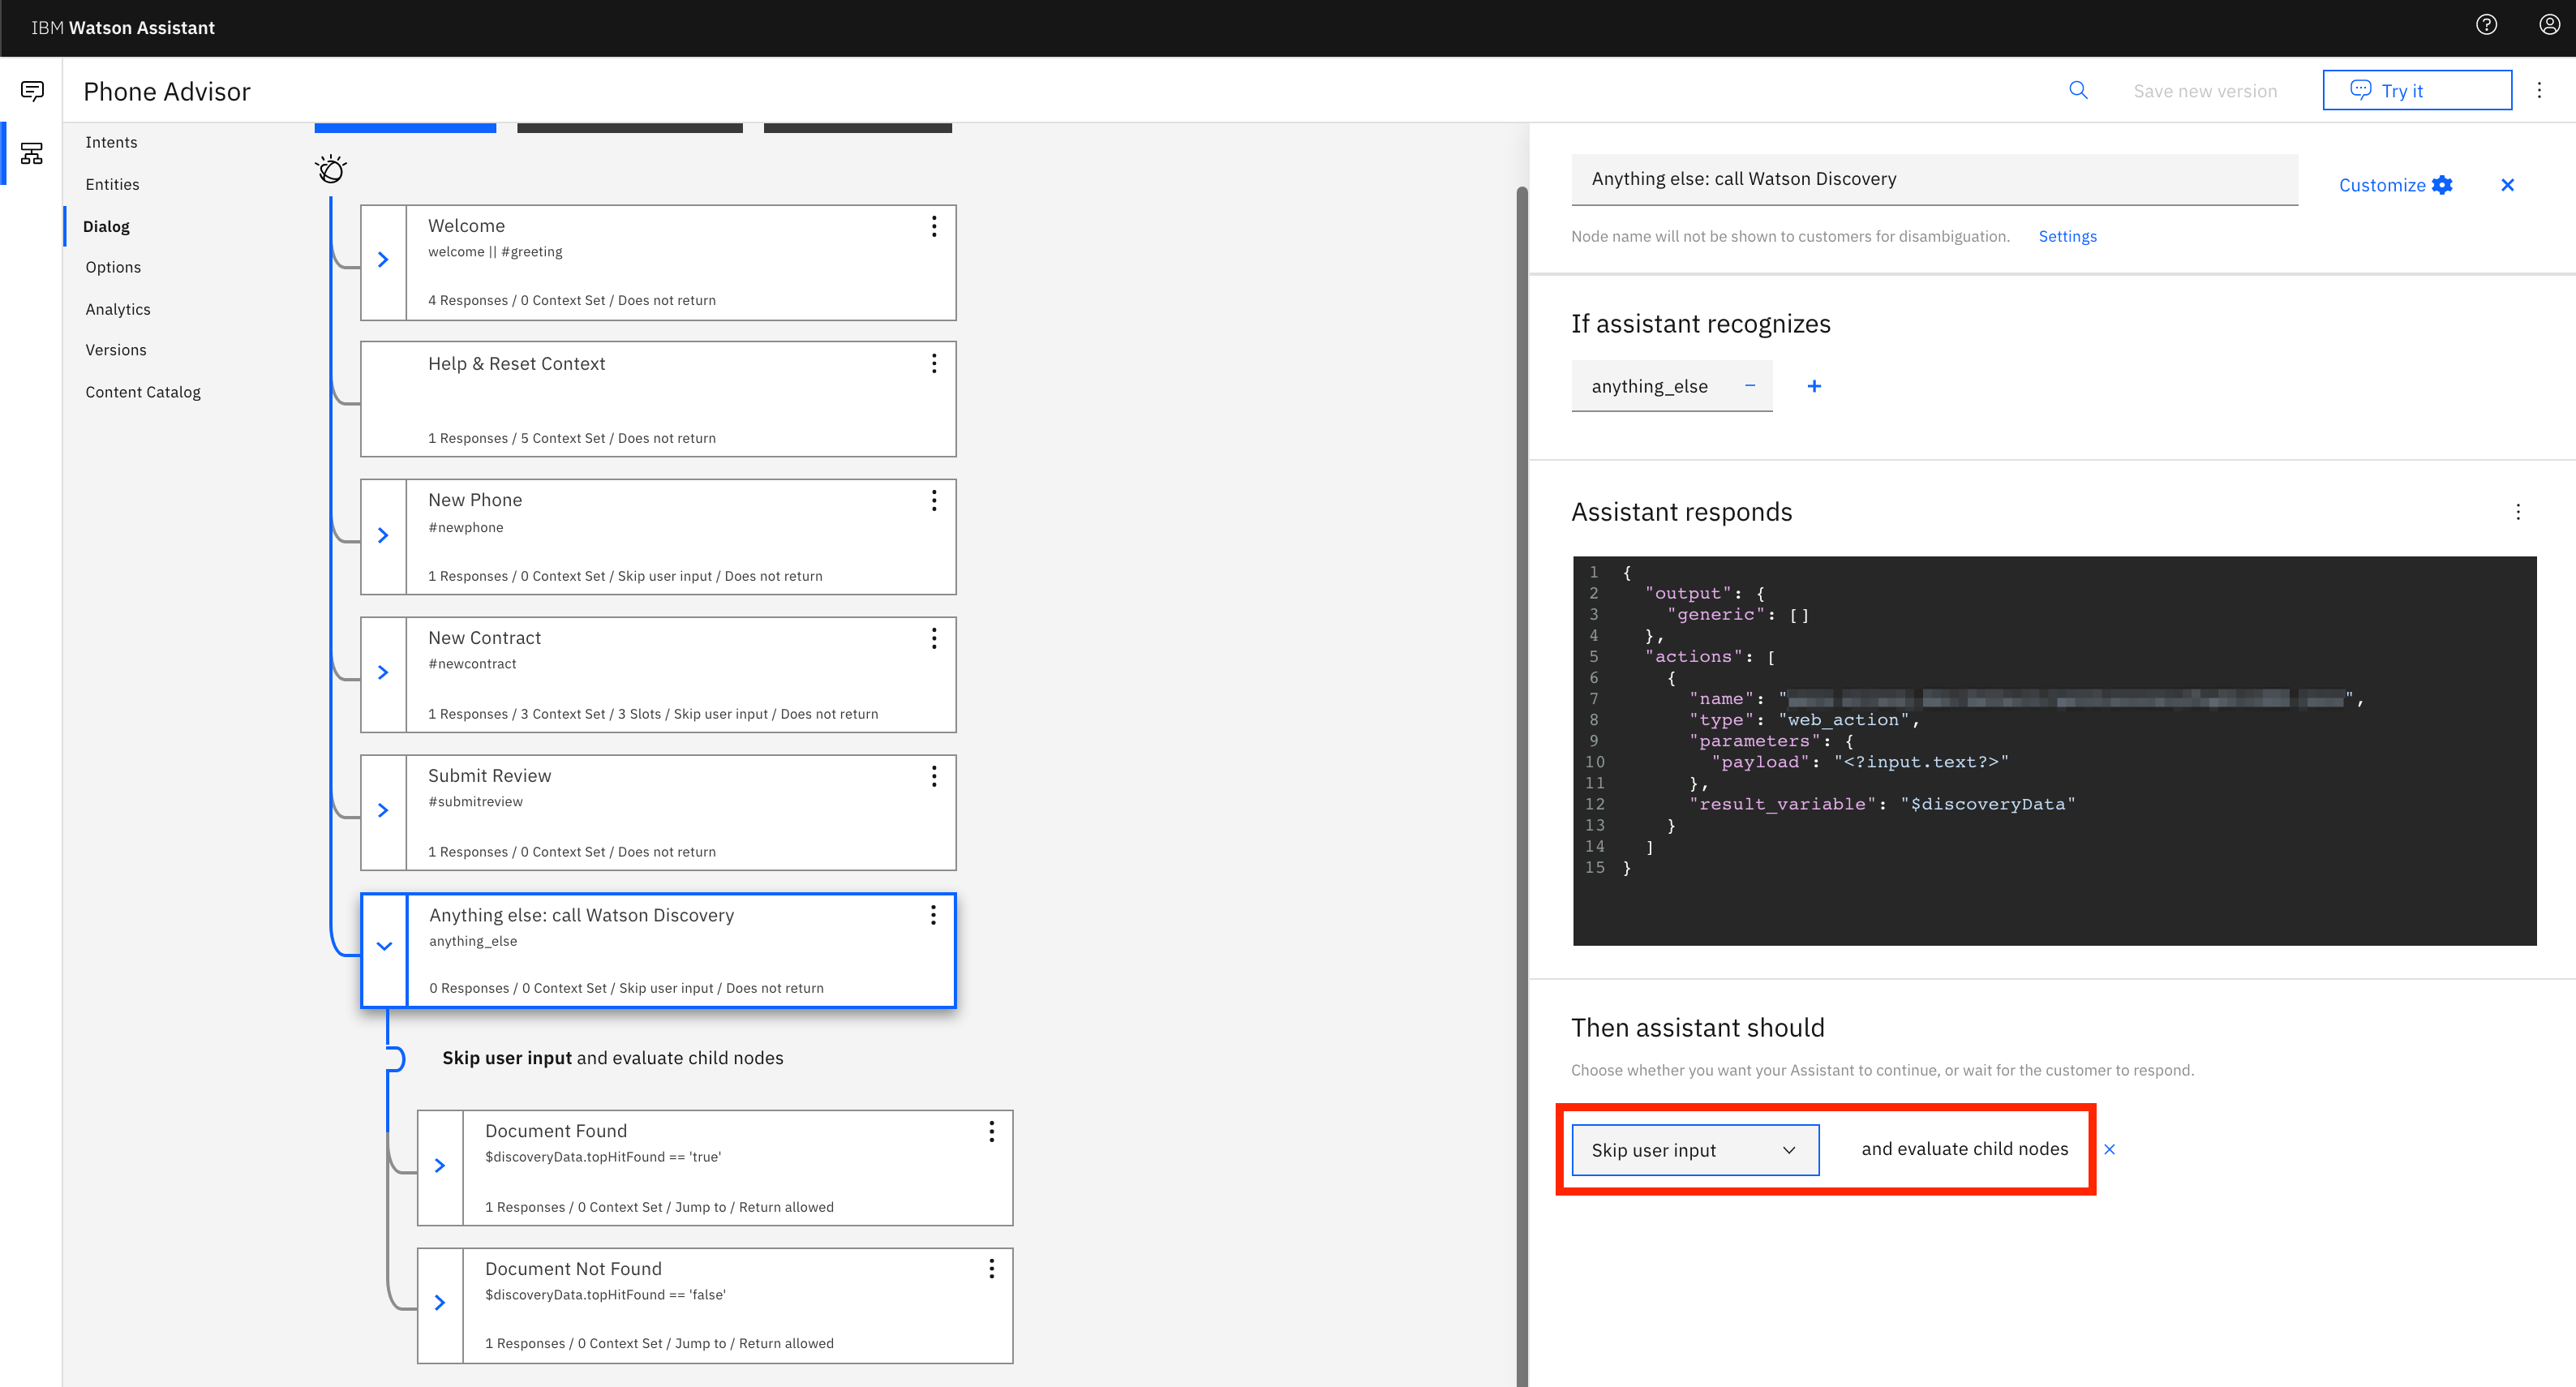 IBM Watson Assistant
Phone Advisor
Save new version
Try it
Intents
Entities
Dialog
Options
Analytics
Versions
Content Catalog
Welcome
welcome || #greeting
4 Responses / 0 Context Set / Does not return
Help & Reset Context
1 Responses / 5 Context Set / Does not return
New Phone
#newphone
1 Responses / 0 Context Set / Skip user input / Does not return
New Contract
#newcontract
1 Responses / 3 Context Set / 3 Slots / Skip user input / Does not return
Submit Review
#submitreview
1 Responses / 0 Context Set / Does not return
Anything else: call Watson Discovery
anything_else
0 Responses / 0 Context Set / Skip user input / Does not return
Skip user input and evaluate child nodes
Document Found
$discoveryData.topHitFound == 'true'
1 Responses / 0 Context Set / Jump to / Return allowed
Document Not Found
$discoveryData.topHitFound == 'false'
1 Responses / 0 Context Set / Jump to / Return allowed
Anything else: call Watson Discovery
Customize
Node name will not be shown to customers for disambiguation. Settings
If assistant recognizes
anything_else
Assistant responds
1 {
2 "output": {
3 "generic": []
4 },
5 "actions": [
6 {
7 "name": "",
8 "type": "web_action",
9 "parameters": {
10 "payload": "<?input.text?>"
11 },
12 "result_variable": "$discoveryData"
13 }
14 ]
15 }
Then assistant should
Choose whether you want your Assistant to continue, or wait for the customer to respond.
Skip user input and evaluate child nodes